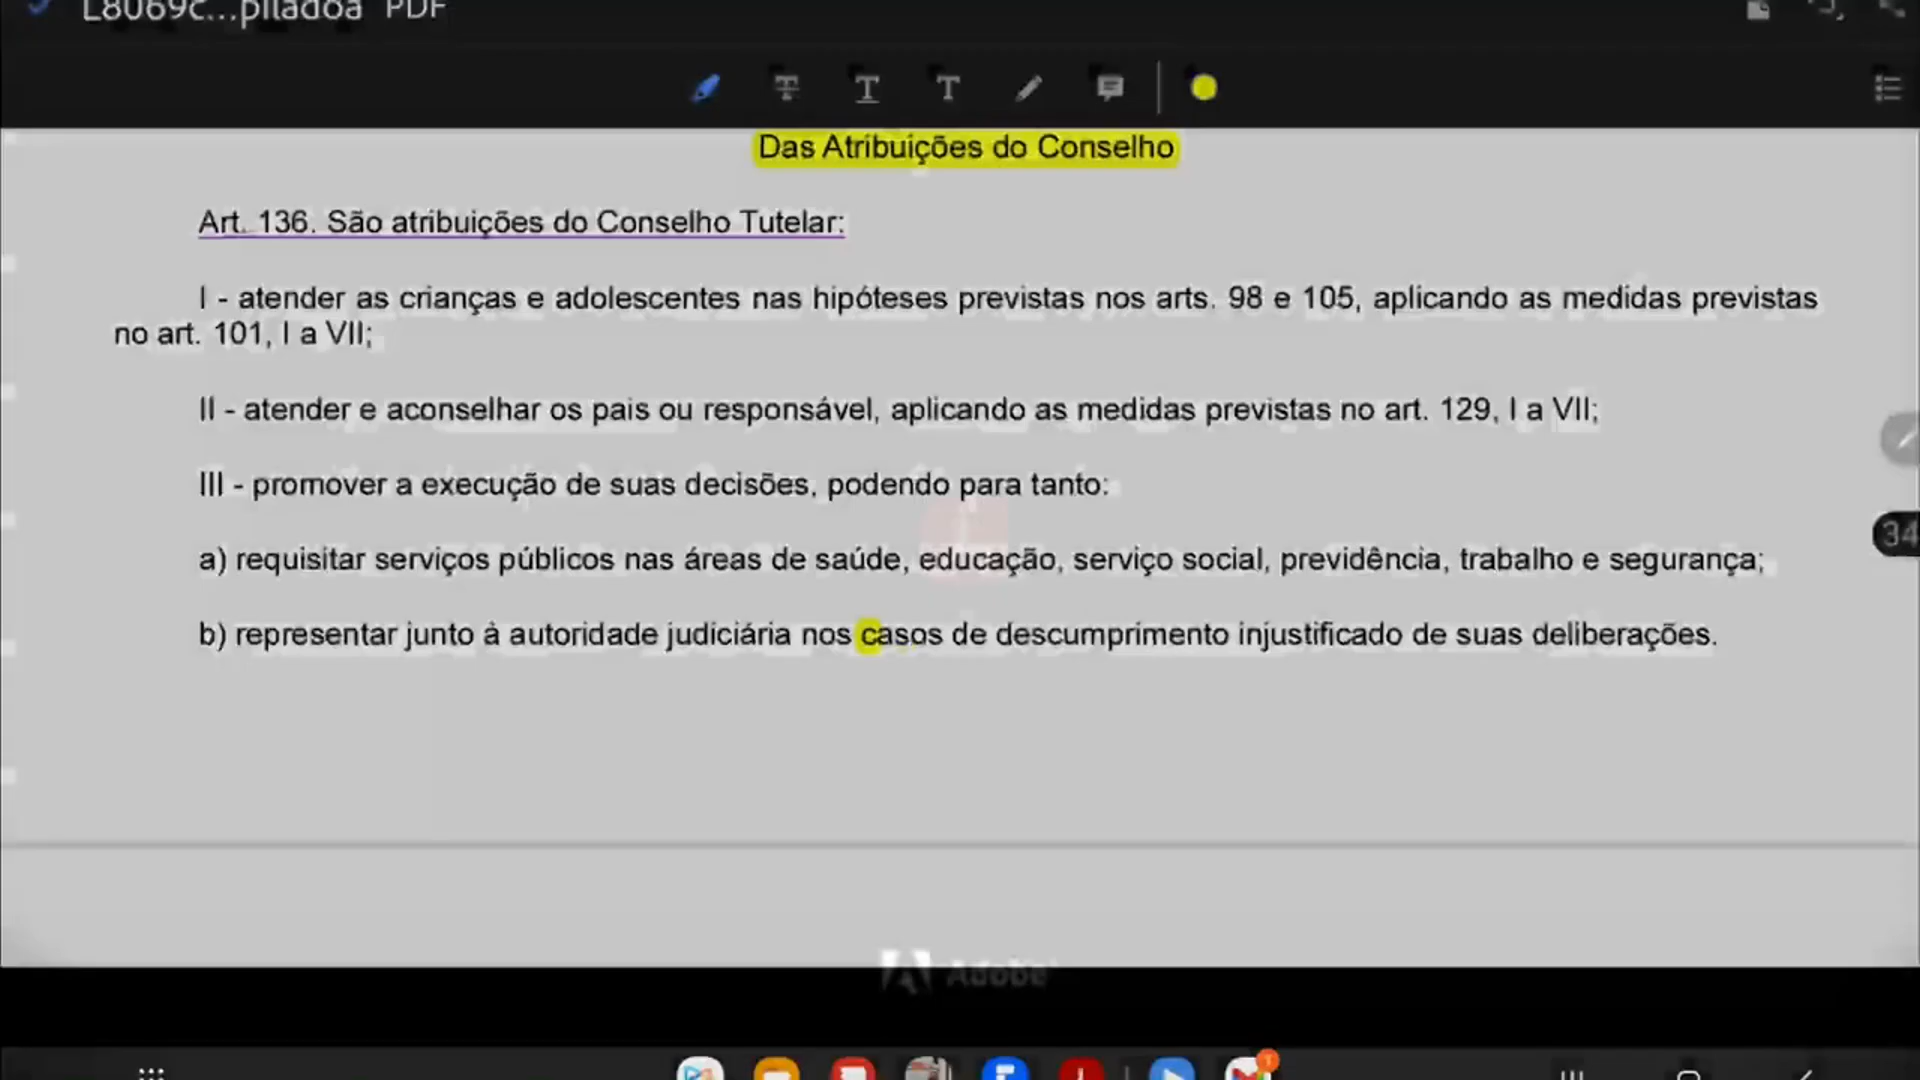 L8069c...piladoa PDF
Das Atribuições do Conselho
Art. 136. São atribuições do Conselho Tutelar:
I - atender as crianças e adolescentes nas hipóteses previstas nos arts. 98 e 105, aplicando as medidas previstas
no art. 101, I a VII;
II - atender e aconselhar os pais ou responsável, aplicando as medidas previstas no art. 129, I a VII;
III - promover a execução de suas decisões, podendo para tanto:
34
a) requisitar serviços públicos nas áreas de saúde, educação, serviço social, previdência, trabalho e segurança;
b) representar junto à autoridade judiciária nos casos de descumprimento injustificado de suas deliberações.
Adobe